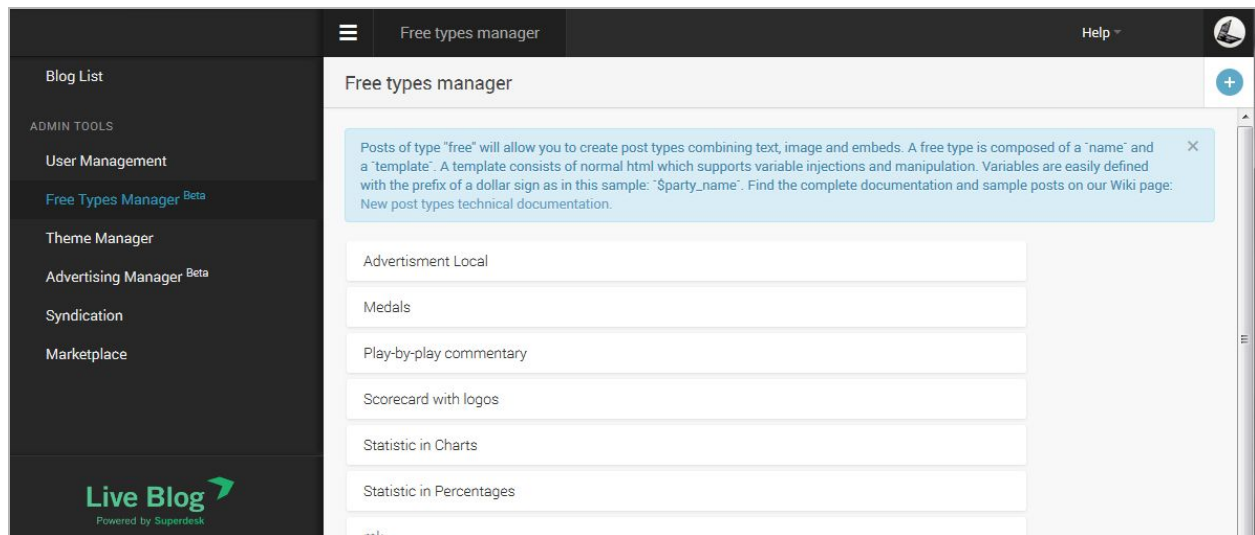 Free types manager
Help
Blog List
Free types manager
ADMIN TOOLS
User Management
Free Types Manager Beta
Theme Manager
Advertising Manager Beta
Syndication
Marketplace
Live Blog
Powered by Superdesk
Posts of type "free" will allow you to create post types combining text, image and embeds. A free type is composed of a ˝name˝ and
a ˝template˝. A template consists of normal html which supports variable injections and manipulation. Variables are easily defined
with the prefix of a dollar sign as in this sample: ˝$party_name˝. Find the complete documentation and sample posts on our Wiki page:
New post types technical documentation.
Advertisment Local
Medals
Play-by-play commentary
Scorecard with logos
Statistic in Charts
Statistic in Percentages